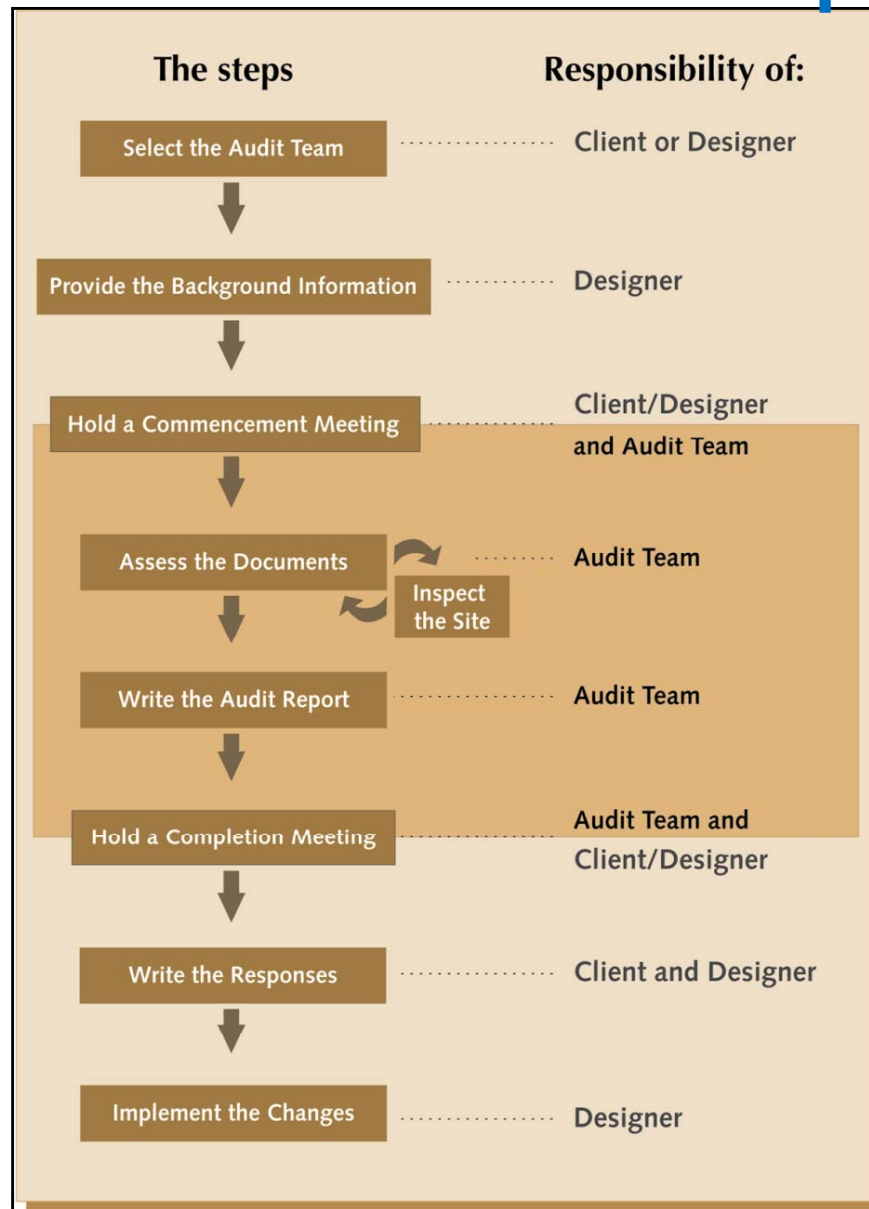 The steps
Responsibility of:
Select the Audit Team
Client or Designer
Provide the Background Information
Designer
Hold a Commencement Meeting
Client/Designer
and Audit Team
Assess the Documents
Audit Team
Inspect
the Site
Write the Audit Report
Audit Team
Hold a Completion Meeting
Audit Team and
Client/Designer
Write the Responses
Client and Designer
Implement the Changes
Designer